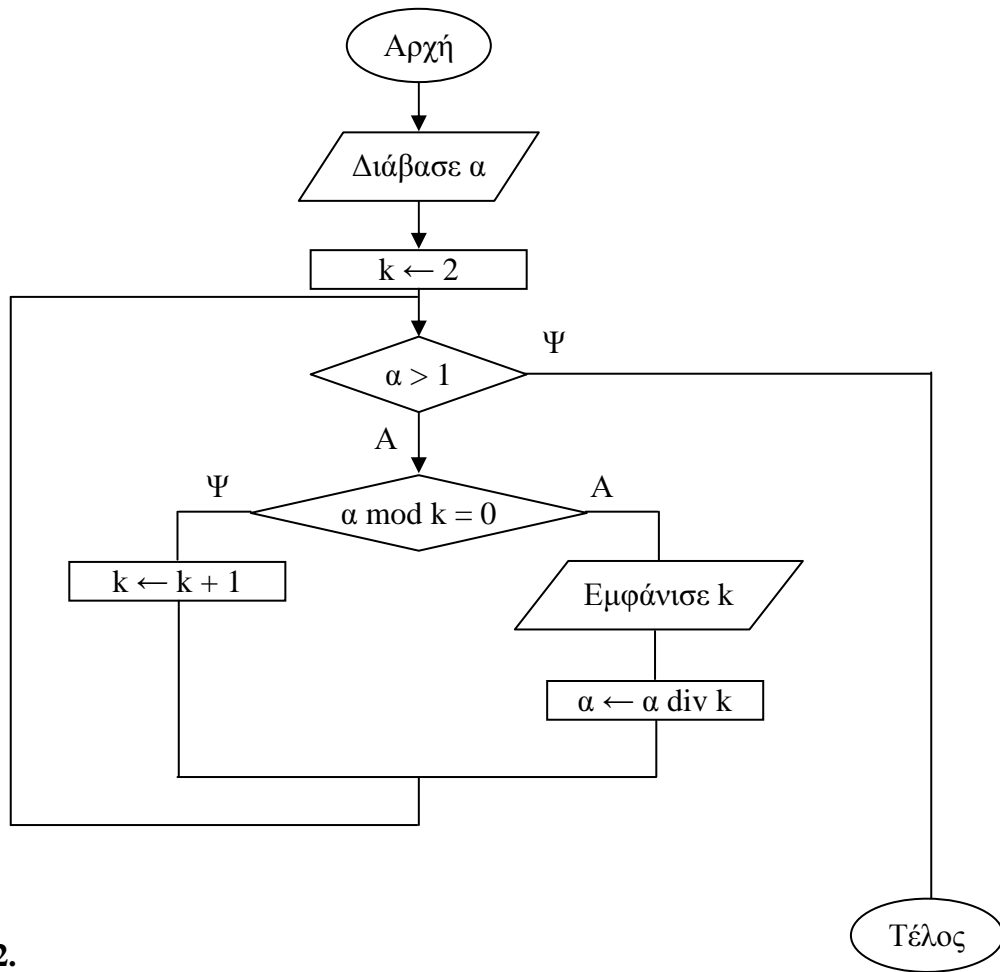 Αρχή
Διάβασε α
k ← 2
Ψ
α > 1
Α
Ψ
Α
α mod k = 0
k ← k + 1
Εμφάνισε k
α ← α div k
Τέλος
2.